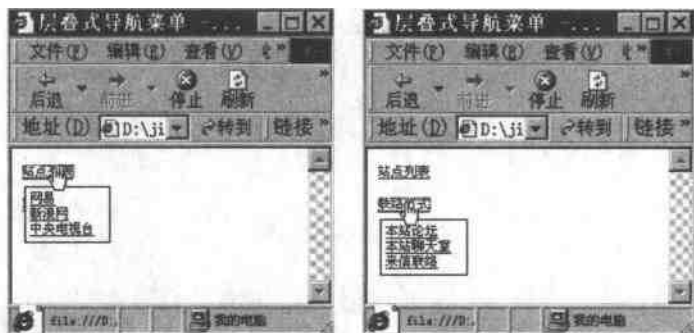 层叠式导航菜单 -...
文件(F) 编辑(E) 查看(V) »
后退 前进 停止 刷新 »
地址(D) D:\ji 转到 链接 »
站点列表
网易
新浪网
中央电视台
file:///D: 我的电脑
层叠式导航菜单 -...
文件(F) 编辑(E) 查看(V) »
后退 前进 停止 刷新 »
地址(D) D:\ji 转到 链接 »
站点列表
联络方式
本站论坛
本站聊天室
来信联络
file:///D: 我的电脑